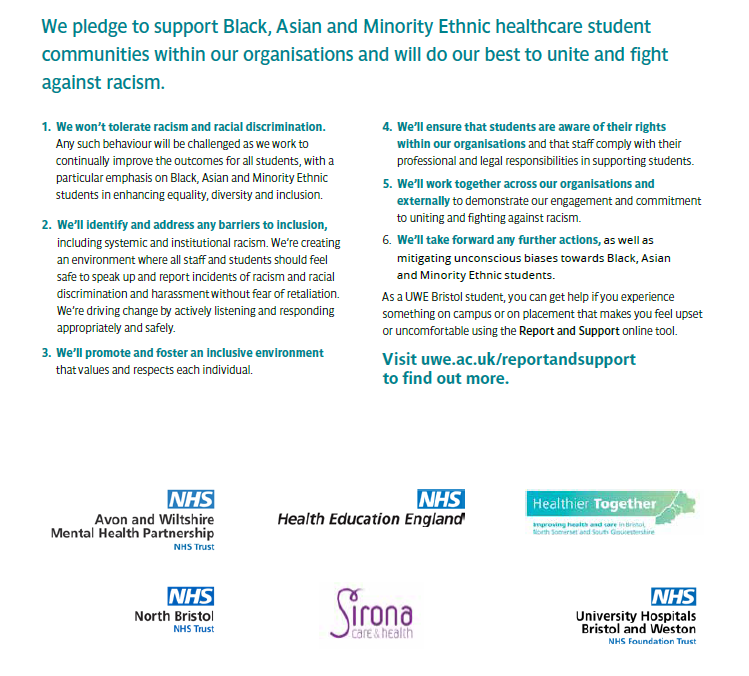 We pledge to support Black, Asian and Minority Ethnic healthcare student
communities within our organisations and will do our best to unite and fight
against racism.
1. We won't tolerate racism and racial discrimination.
Any such behaviour will be challenged as we work to
continually improve the outcomes for all students, with a
particular emphasis on Black, Asian and Minority Ethnic
students in enhancing equality, diversity and inclusion.
2. We'll identify and address any barriers to inclusion,
including systemic and institutional racism. We're creating
an environment where all staff and students should feel
safe to speak up and report incidents of racism and racial
discrimination and harassment without fear of retaliation.
We're driving change by actively listening and responding
appropriately and safely.
3. We'll promote and foster an inclusive environment
that values and respects each individual.
4. We'll ensure that students are aware of their rights
within our organisations and that staff comply with their
professional and legal responsibilities in supporting students.
5. We'll work together across our organisations and
externally to demonstrate our engagement and commitment
to uniting and fighting against racism.
6. We'll take forward any further actions, as well as
mitigating unconscious biases towards Black, Asian
and Minority Ethnic students.
As a UWE Bristol student, you can get help if you experience
something on campus or on placement that makes you feel upset
or uncomfortable using the Report and Support online tool.
Visit uwe.ac.uk/reportandsupport
to find out more.
NHS
Avon and Wiltshire
Mental Health Partnership
NHS Trust
NHS
Health Education England
Healthier Together
Improving health and care in Bristol,
North Somerset and South Gloucestershire
NHS
North Bristol
NHS Trust
Sirona
care & health
NHS
University Hospitals
Bristol and Weston
NHS Foundation Trust